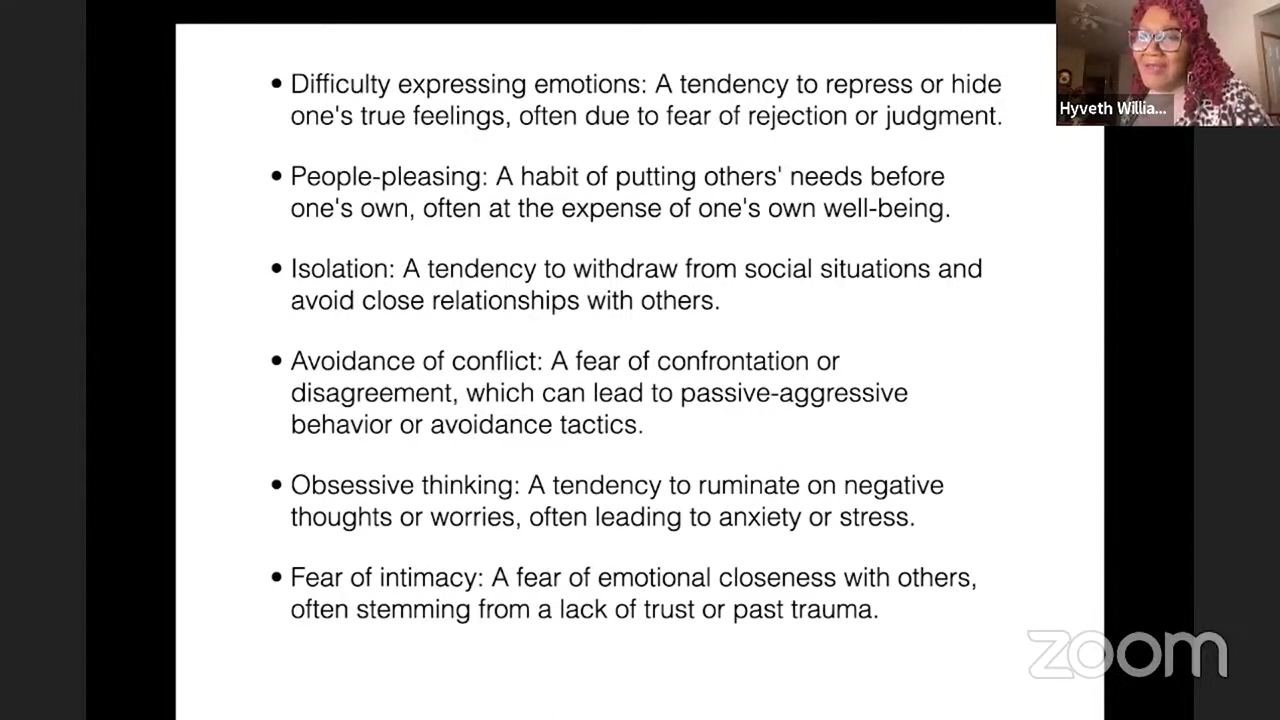 • Difficulty expressing emotions: A tendency to repress or hide
one's true feelings, often due to fear of rejection or judgment.
• People-pleasing: A habit of putting others' needs before
one's own, often at the expense of one's own well-being.
• Isolation: A tendency to withdraw from social situations and
avoid close relationships with others.
• Avoidance of conflict: A fear of confrontation or
disagreement, which can lead to passive-aggressive
behavior or avoidance tactics.
• Obsessive thinking: A tendency to ruminate on negative
thoughts or worries, often leading to anxiety or stress.
• Fear of intimacy: A fear of emotional closeness with others,
often stemming from a lack of trust or past trauma.
Hyveth Willia...
zoom